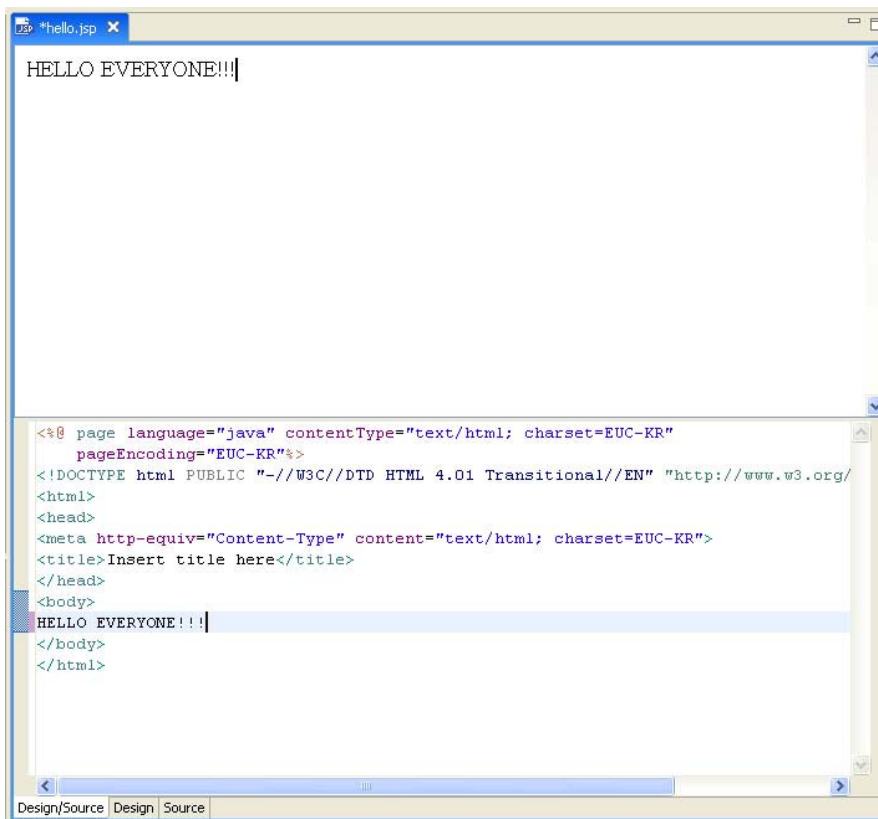 JSP *hello.jsp
HELLO EVERYONE!!!
<%@ page language="java" contentType="text/html; charset=EUC-KR"
    pageEncoding="EUC-KR"%>
<!DOCTYPE html PUBLIC "-//W3C//DTD HTML 4.01 Transitional//EN" "http://www.w3.org/
<html>
<head>
<meta http-equiv="Content-Type" content="text/html; charset=EUC-KR">
<title>Insert title here</title>
</head>
<body>
HELLO EVERYONE!!!
</body>
</html>
Design/Source Design Source